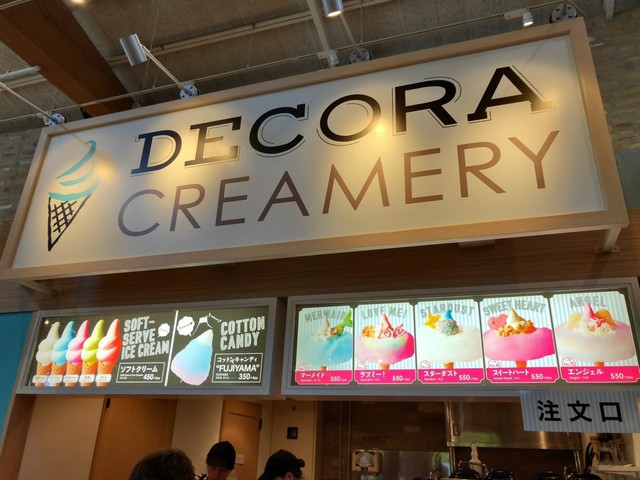 DECORA
CREAMERY
SOFT-
SERVE
ICE CREAM
ソフトクリーム
450
COTTON
CANDY
コットンキャンディ
"FUJIYAMA"
350
MERMAID
マーメイド
550
LOVE ME!
ラブミー!
550
STARDUST
スターダスト
550
SWEET HEART
スイートハート
550
ANGEL
エンジェル
550
注文口